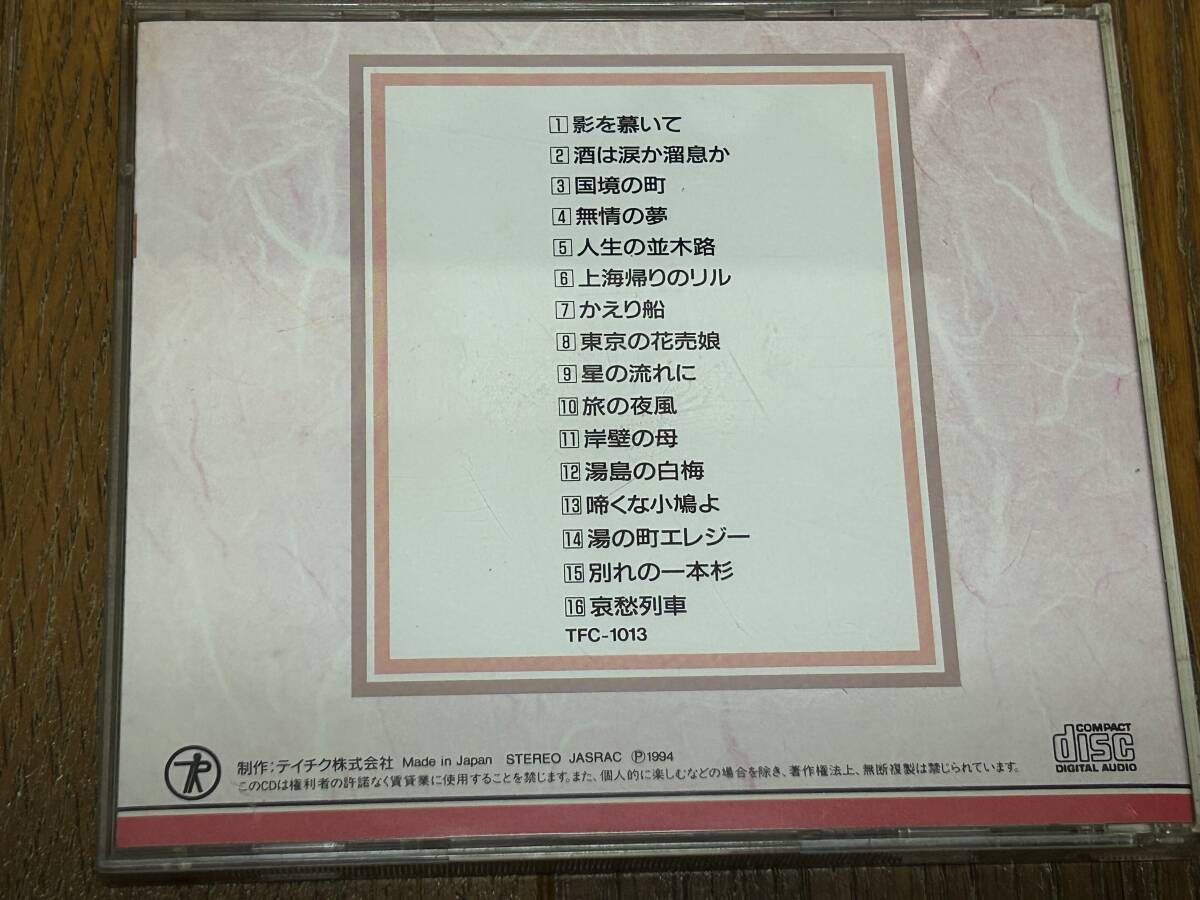 1 影を慕いて
2 酒は涙か溜息か
3 国境の町
4 無情の夢
5 人生の並木路
6 上海帰りのリル
7 かえり船
8 東京の花売娘
9 星の流れに
10 旅の夜風
11 岸壁の母
12 湯島の白梅
13 啼くな小鳩よ
14 湯の町エレジー
15 別れの一本杉
16 哀愁列車
TFC-1013
制作:テイチク株式会社 Made in Japan STEREO JASRAC Ⓟ1994
このCDは権利者の許諾なく賃貸業に使用することを禁じます。また、個人的に楽しむなどの場合を除き、著作権法上、無断複製は禁じられています。
COMPACT
disc
DIGITAL AUDIO